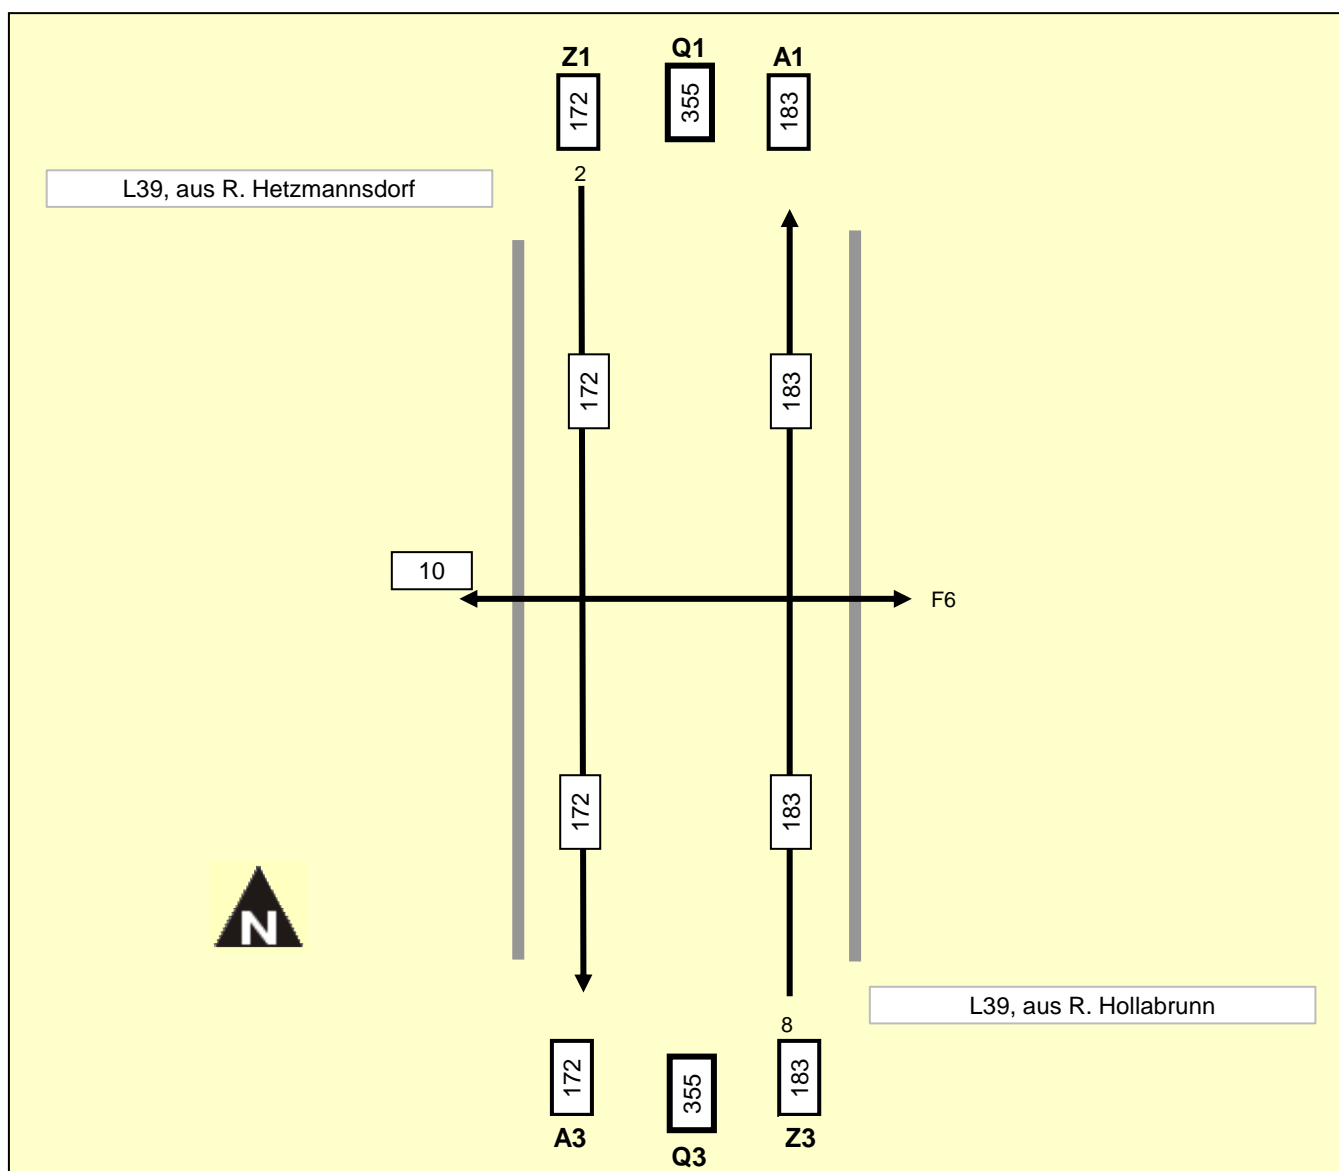 Z1
Q1
A1
172
355
183
L39, aus R. Hetzmannsdorf
2
172
183
10
F6
172
183
N
L39, aus R. Hollabrunn
8
172
355
183
A3
Q3
Z3